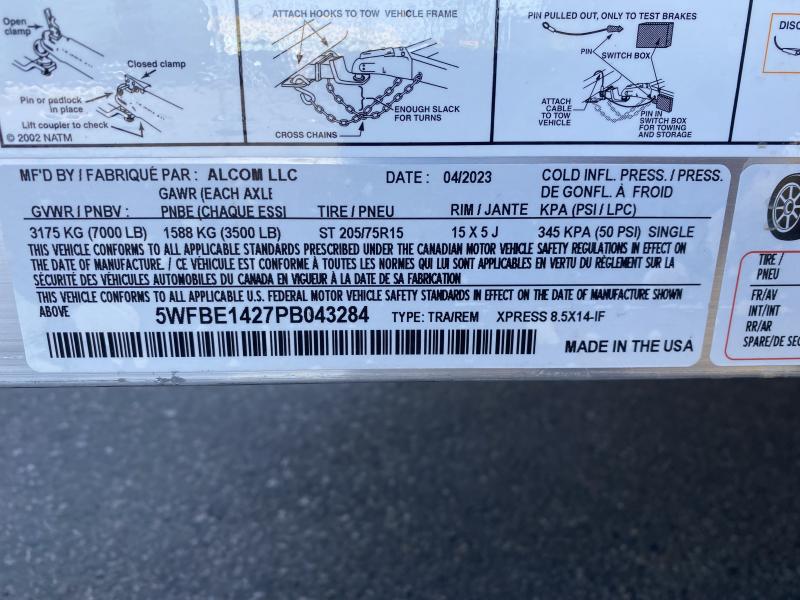 Open
clamp
Closed clamp
Pin or padlock
in place
Lift coupler to check
© 2002 NATM
ATTACH HOOKS TO TOW VEHICLE FRAME
ENOUGH SLACK
FOR TURNS
CROSS CHAINS
PIN PULLED OUT, ONLY TO TEST BRAKES
PIN
SWITCH BOX
ATTACH
CABLE
TO TOW
VEHICLE
PIN IN
SWITCH BOX
FOR TOWING
AND STORAGE
MF'D BY / FABRIQUÉ PAR : ALCOM LLC
DATE : 04/2023
COLD INFL. PRESS. / PRESS.
DE GONFL. À FROID
GAWR (EACH AXLE
GVWR / PNBV : PNBE (CHAQUE ESSI TIRE / PNEU RIM / JANTE KPA (PSI / LPC)
3175 KG (7000 LB) 1588 KG (3500 LB) ST 205/75R15 15 X 5 J 345 KPA (50 PSI) SINGLE
THIS VEHICLE CONFORMS TO ALL APPLICABLE STANDARDS PRESCRIBED UNDER THE CANADIAN MOTOR VEHICLE SAFETY REGULATIONS IN EFFECT ON
THE DATE OF MANUFACTURE. / CE VÉHICULE EST CONFORME À TOUTES LES NORMES QUI LUI SONT APPLICABLES EN VERTU DU RÈGLEMENT SUR LA
SÉCURITÉ DES VÉHICULES AUTOMOBILES DU CANADA EN VIGUEUR À LA DATE DE SA FABRICATION
THIS VEHICLE CONFORMS TO ALL APPLICABLE U.S. FEDERAL MOTOR VEHICLE SAFETY STANDARDS IN EFFECT ON THE DATE OF MANUFACTURE SHOWN
ABOVE
5WFBE1427PB043284 TYPE: TRA/REM XPRESS 8.5X14-IF
MADE IN THE USA
DISC
TIRE /
PNEU
FR/AV
INT/INT
RR/AR
SPARE/DE SEC